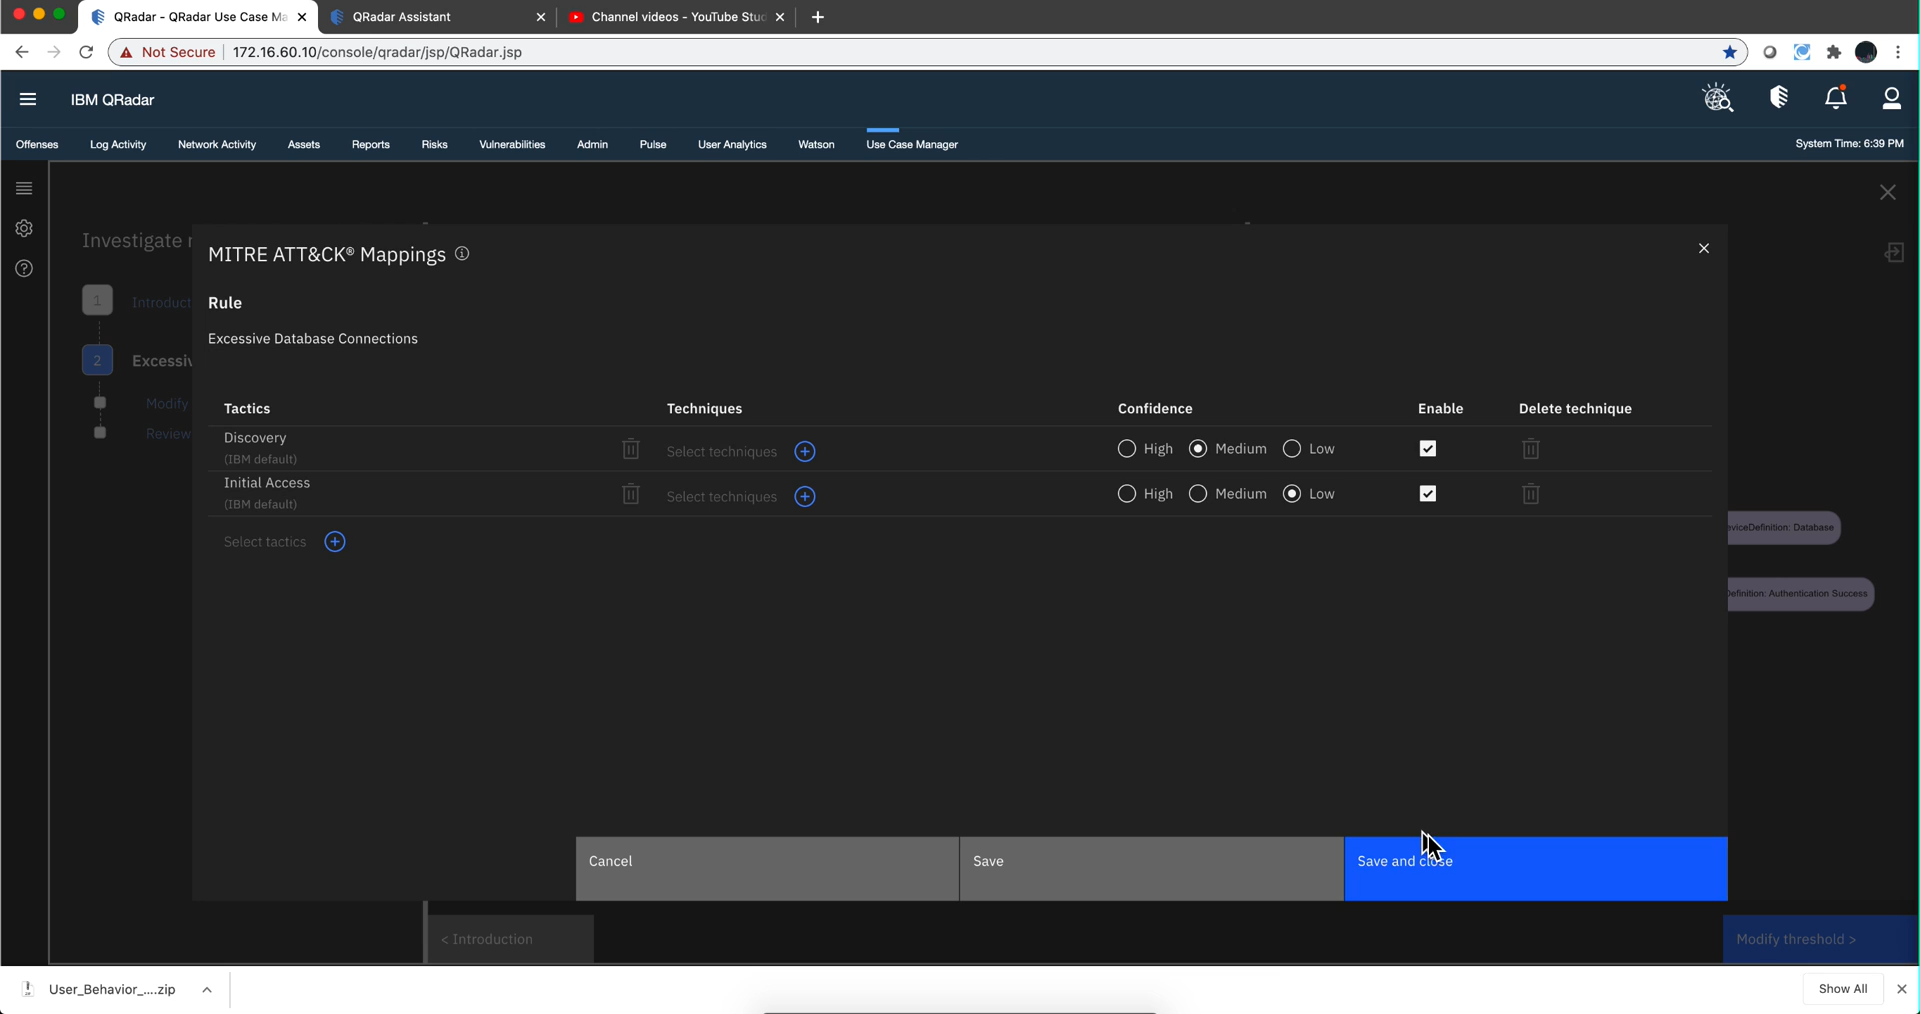 QRadar - QRadar Use Case Ma
QRadar Assistant
Channel videos - YouTube Stud
Not Secure 172.16.60.10/console/qradar/jsp/QRadar.jsp
IBM QRadar
Offenses Log Activity Network Activity Assets Reports Risks Vulnerabilities Admin Pulse User Analytics Watson Use Case Manager System Time: 6:39 PM
Investigate
MITRE ATT&CK® Mappings
1 Introduct
Rule
Excessive Database Connections
2 Excessiv
Modify
Review
Tactics Techniques Confidence Enable Delete technique
Discovery
(IBM default)
Select techniques High Medium Low
Initial Access
(IBM default)
Select techniques High Medium Low
Select tactics
eviceDefinition: Database
Definition: Authentication Success
Cancel Save Save and close
< Introduction Modify threshold >
User_Behavior_....zip Show All